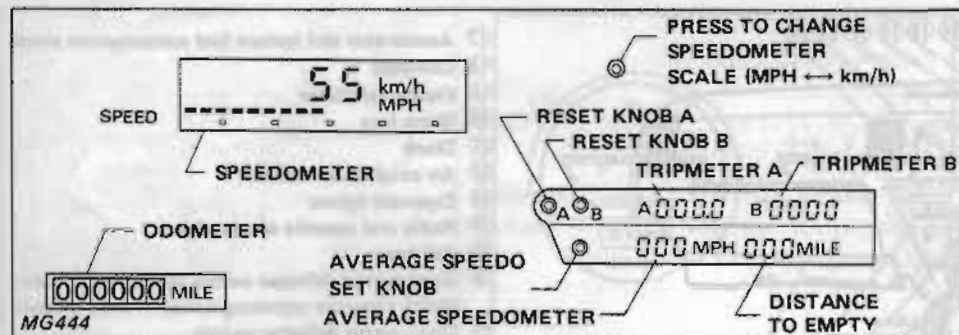 PRESS TO CHANGE
SPEEDOMETER
SCALE (MPH ↔ km/h)
55 km/h
MPH
SPEED
SPEEDOMETER
RESET KNOB A
RESET KNOB B
TRIPMETER A
TRIPMETER B
A B A000.0 B0000
ODOMETER
000000 MILE
AVERAGE SPEEDO
SET KNOB
000 MPH 000 MILE
AVERAGE SPEEDOMETER
DISTANCE
TO EMPTY
MG444